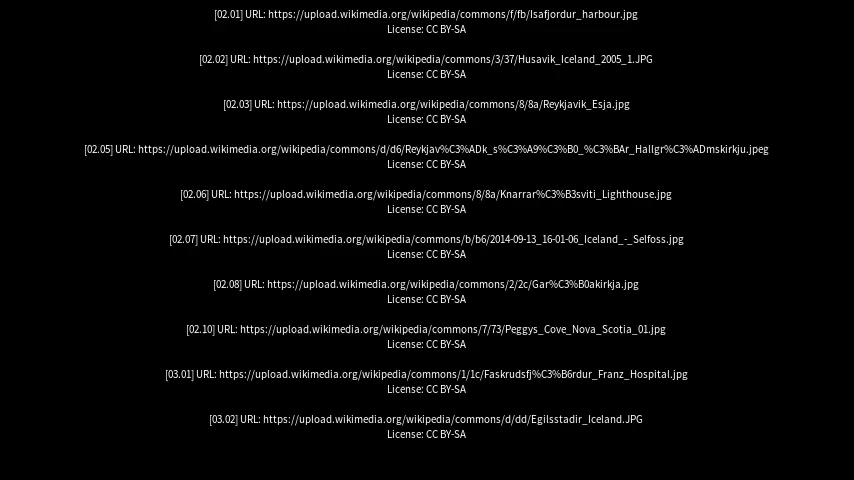 [02.01] URL: https://upload.wikimedia.org/wikipedia/commons/f/fb/Isafjordur_harbour.jpg
License: CC BY-SA
[02.02] URL: https://upload.wikimedia.org/wikipedia/commons/3/37/Husavik_Iceland_2005_1.JPG
License: CC BY-SA
[02.03] URL: https://upload.wikimedia.org/wikipedia/commons/8/8a/Reykjavik_Esja.jpg
License: CC BY-SA
[02.05] URL: https://upload.wikimedia.org/wikipedia/commons/d/d6/Reykjav%C3%ADk_s%C3%A9%C3%B0_%C3%BAr_Hallgr%C3%ADmskirkju.jpeg
License: CC BY-SA
[02.06] URL: https://upload.wikimedia.org/wikipedia/commons/8/8a/Knarrar%C3%B3sviti_Lighthouse.jpg
License: CC BY-SA
[02.07] URL: https://upload.wikimedia.org/wikipedia/commons/b/b6/2014-09-13_16-01-06_Iceland_-_Selfoss.jpg
License: CC BY-SA
[02.08] URL: https://upload.wikimedia.org/wikipedia/commons/2/2c/Gar%C3%B0akirkja.jpg
License: CC BY-SA
[02.10] URL: https://upload.wikimedia.org/wikipedia/commons/7/73/Peggys_Cove_Nova_Scotia_01.jpg
License: CC BY-SA
[03.01] URL: https://upload.wikimedia.org/wikipedia/commons/1/1c/Faskrudsfj%C3%B6rdur_Franz_Hospital.jpg
License: CC BY-SA
[03.02] URL: https://upload.wikimedia.org/wikipedia/commons/d/dd/Egilsstadir_Iceland.JPG
License: CC BY-SA